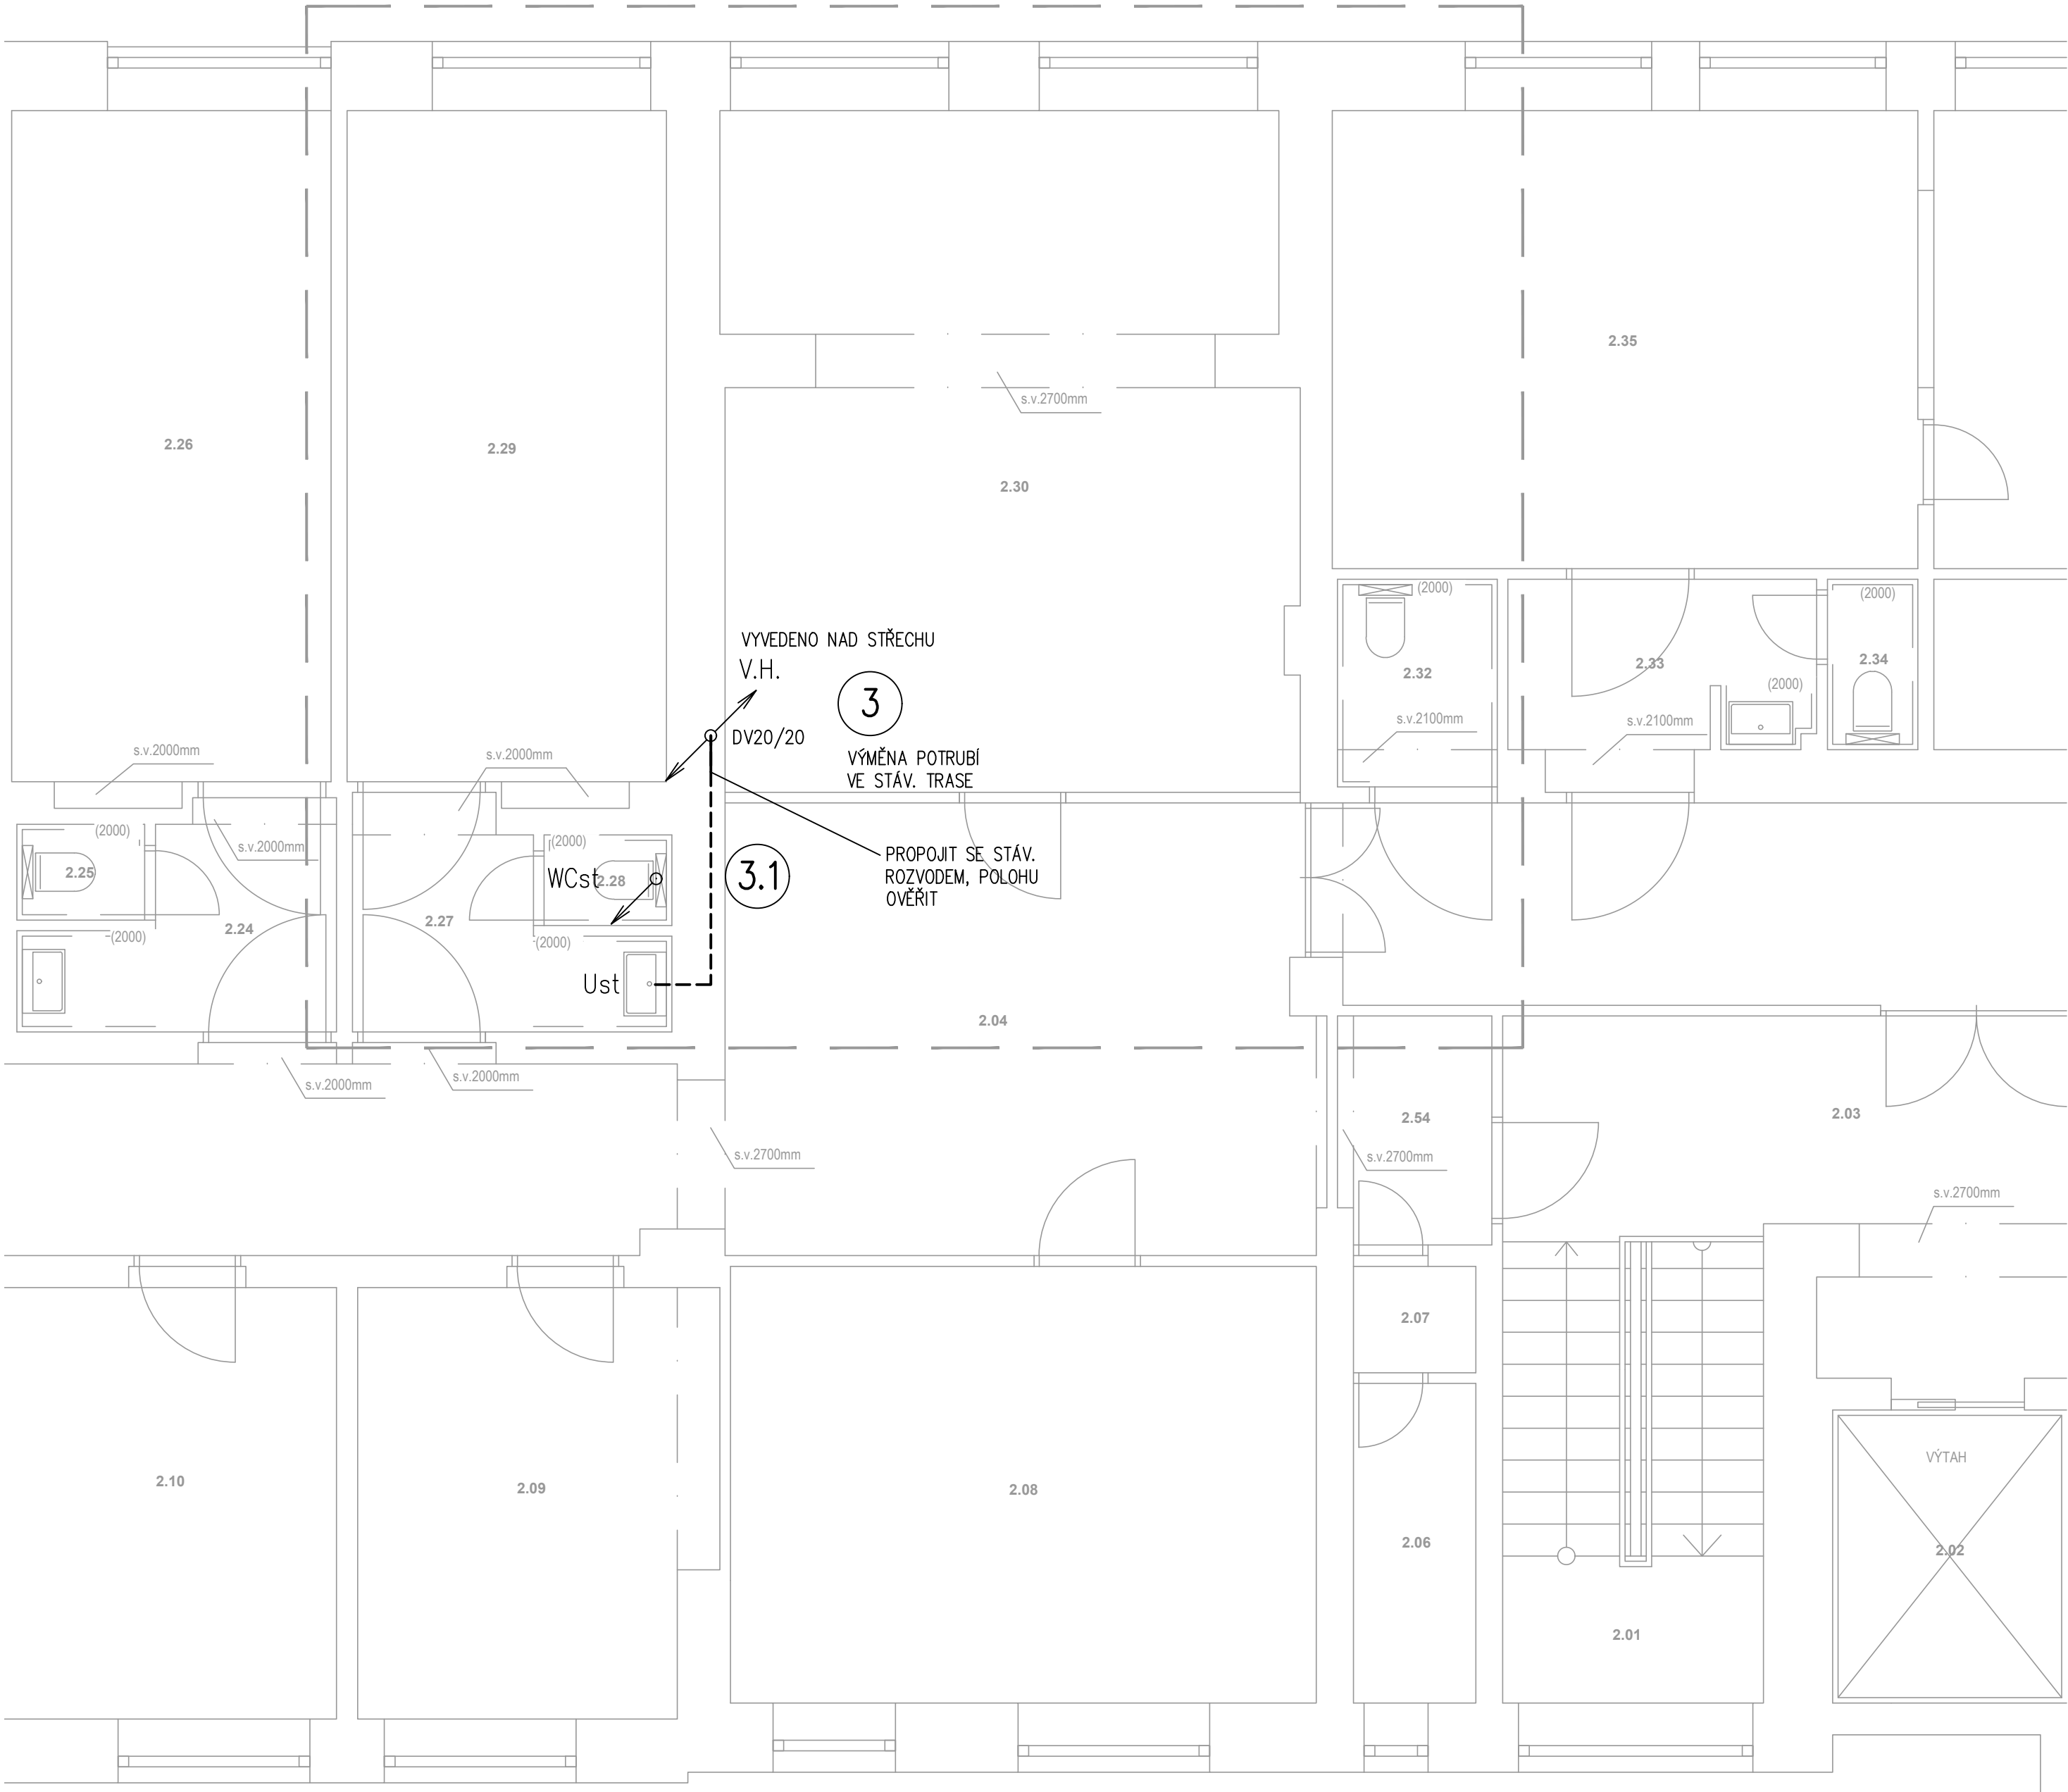 2.35
s.v.2700mm
2.26
2.29
2.30
(2000)
(2000)
VYVEDENO NAD STŘECHU
V.H.
3
2.32
2.33
2.34
(2000)
s.v.2100mm
s.v.2100mm
DV20/20
s.v.2000mm
s.v.2000mm
VÝMĚNA POTRUBÍ
VE STÁV. TRASE
(2000)
s.v.2000mm
(2000)
2.25
WCst
2.28
3.1
PROPOJIT SE STÁV.
ROZVODEM, POLOHU
OVĚŘIT
2.24
(2000)
2.27
(2000)
Ust
2.04
s.v.2000mm
s.v.2000mm
2.54
2.03
s.v.2700mm
s.v.2700mm
s.v.2700mm
2.07
VÝTAH
2.10
2.09
2.08
2.06
2.02
2.01